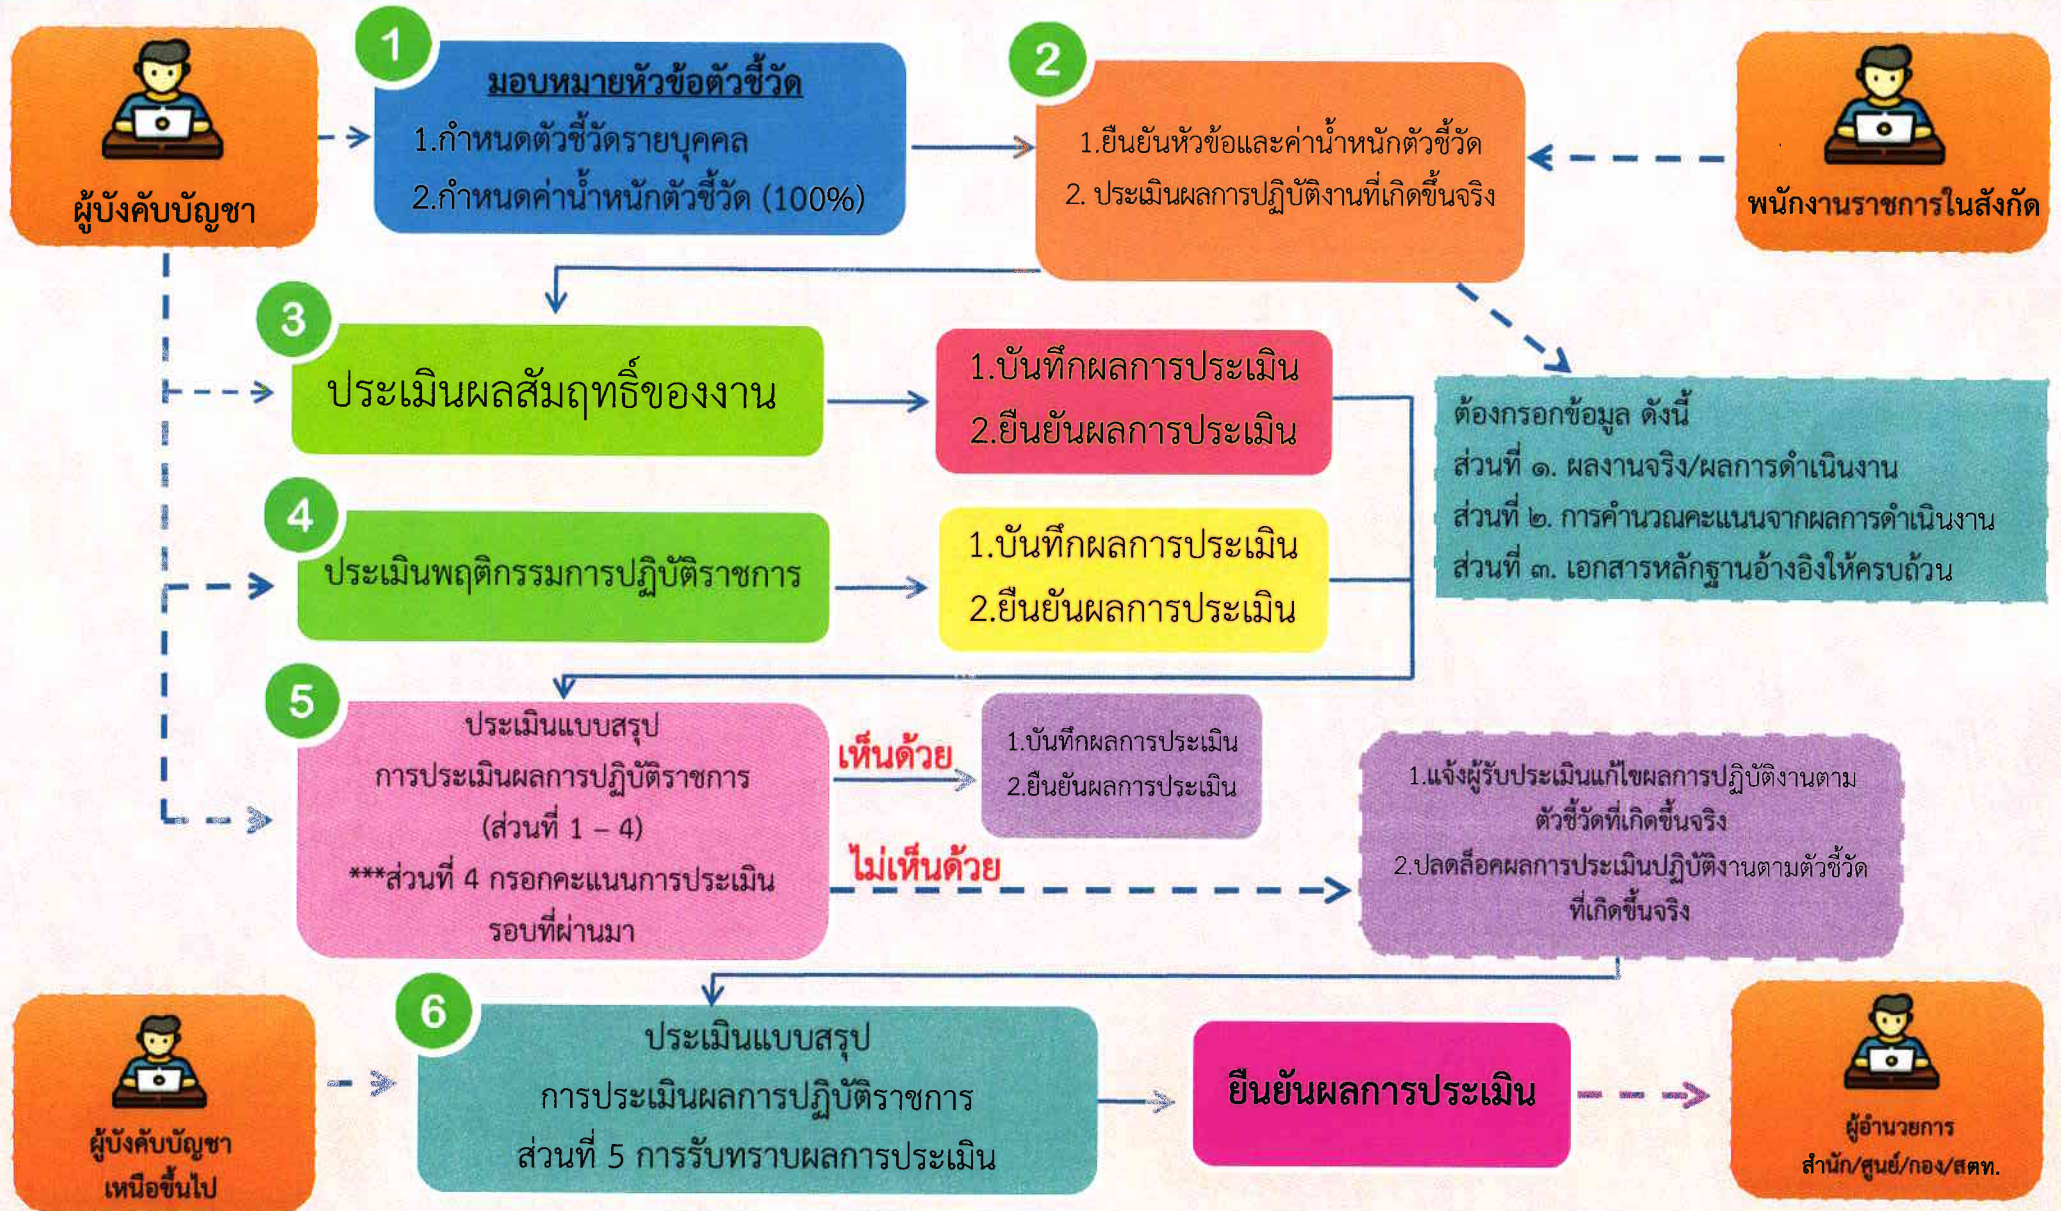 ผู้บังคับบัญชา
1
มอบหมายหัวข้อตัวชี้วัด
1.กำหนดตัวชี้วัดรายบุคคล
2.กำหนดค่าน้ำหนักตัวชี้วัด (100%)
2
1.ยืนยันหัวข้อและค่าน้ำหนักตัวชี้วัด
2. ประเมินผลการปฏิบัติงานที่เกิดขึ้นจริง
พนักงานราชการในสังกัด
3
ประเมินผลสัมฤทธิ์ของงาน
1.บันทึกผลการประเมิน
2.ยืนยันผลการประเมิน
ต้องกรอกข้อมูล ดังนี้
ส่วนที่ ๑. ผลงานจริง/ผลการดำเนินงาน
ส่วนที่ ๒. การคำนวณคะแนนจากผลการดำเนินงาน
ส่วนที่ ๓. เอกสารหลักฐานอ้างอิงให้ครบถ้วน
4
ประเมินพฤติกรรมการปฏิบัติราชการ
1.บันทึกผลการประเมิน
2.ยืนยันผลการประเมิน
5
ประเมินแบบสรุป
การประเมินผลการปฏิบัติราชการ
(ส่วนที่ 1 – 4)
***ส่วนที่ 4 กรอกคะแนนการประเมิน
รอบที่ผ่านมา
เห็นด้วย
1.บันทึกผลการประเมิน
2.ยืนยันผลการประเมิน
ไม่เห็นด้วย
1.แจ้งผู้รับประเมินแก้ไขผลการปฏิบัติงานตาม
ตัวชี้วัดที่เกิดขึ้นจริง
2.ปลดล็อคผลการประเมินปฏิบัติงานตามตัวชี้วัด
ที่เกิดขึ้นจริง
ผู้บังคับบัญชา
เหนือขึ้นไป
6
ประเมินแบบสรุป
การประเมินผลการปฏิบัติราชการ
ส่วนที่ 5 การรับทราบผลการประเมิน
ยืนยันผลการประเมิน
ผู้อำนวยการ
สำนัก/ศูนย์/กอง/สตท.